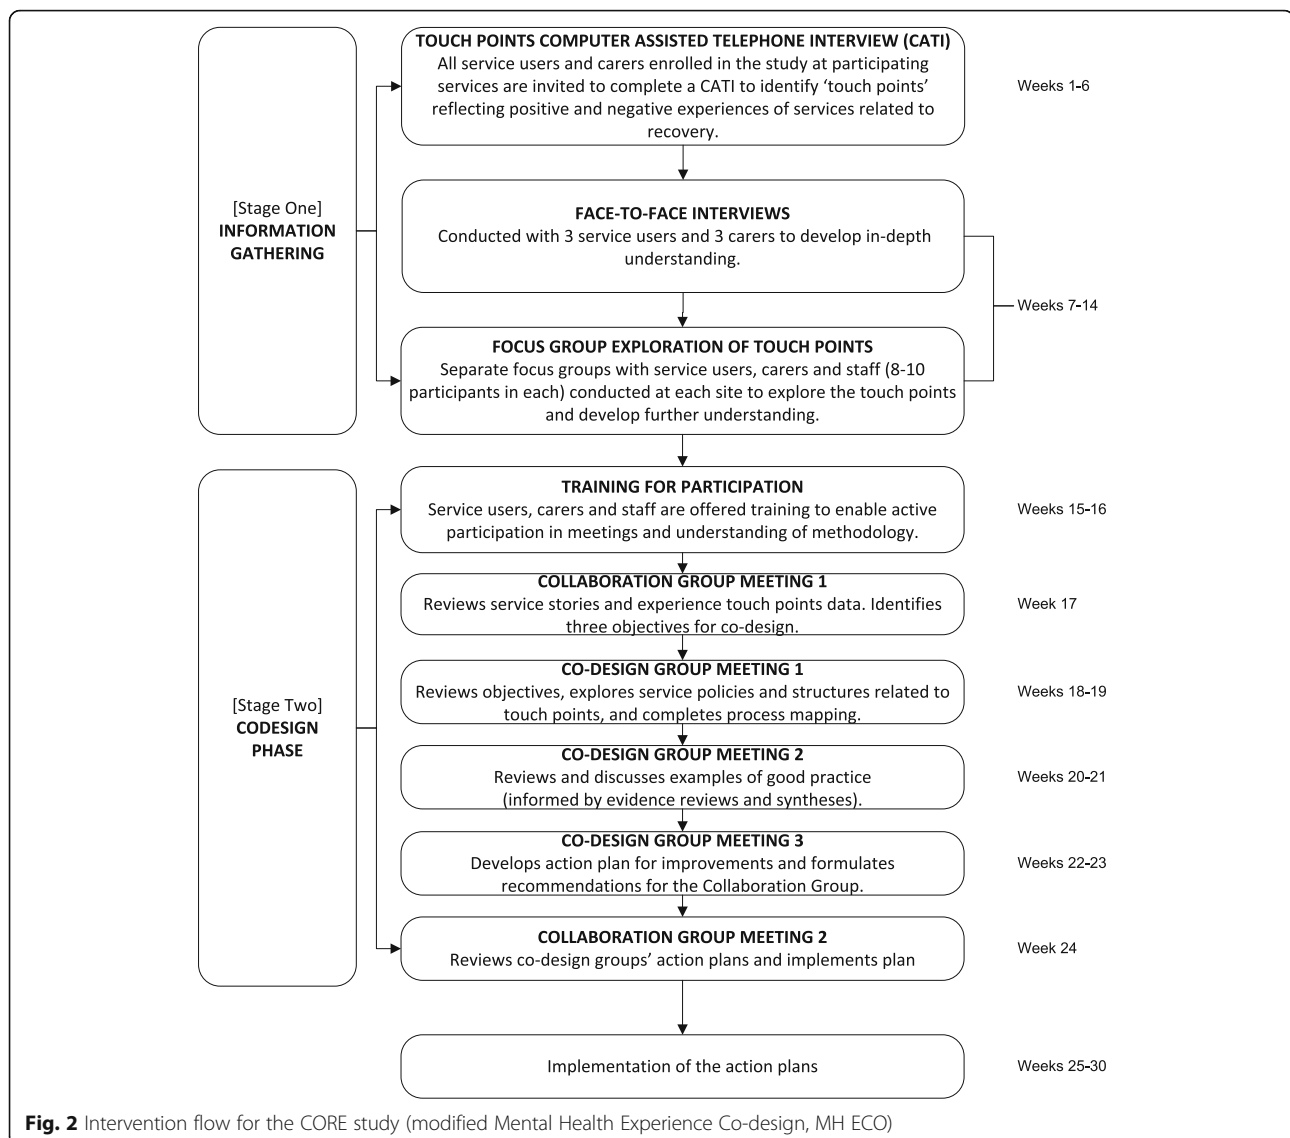 TOUCH POINTS COMPUTER ASSISTED TELEPHONE INTERVIEW (CATI)
All service users and carers enrolled in the study at participating
services are invited to complete a CATI to identify ‘touch points’
reflecting positive and negative experiences of services related to
recovery.
Weeks 1-6
[Stage One]
INFORMATION
GATHERING
FACE-TO-FACE INTERVIEWS
Conducted with 3 service users and 3 carers to develop in-depth
understanding.
Weeks 7-14
FOCUS GROUP EXPLORATION OF TOUCH POINTS
Separate focus groups with service users, carers and staff (8-10
participants in each) conducted at each site to explore the touch points
and develop further understanding.
[Stage Two]
CODESIGN
PHASE
TRAINING FOR PARTICIPATION
Service users, carers and staff are offered training to enable active
participation in meetings and understanding of methodology.
Weeks 15-16
COLLABORATION GROUP MEETING 1
Reviews service stories and experience touch points data. Identifies
three objectives for co-design.
Week 17
CO-DESIGN GROUP MEETING 1
Reviews objectives, explores service policies and structures related to
touch points, and completes process mapping.
Weeks 18-19
CO-DESIGN GROUP MEETING 2
Reviews and discusses examples of good practice
(informed by evidence reviews and syntheses).
Weeks 20-21
CO-DESIGN GROUP MEETING 3
Develops action plan for improvements and formulates
recommendations for the Collaboration Group.
Weeks 22-23
COLLABORATION GROUP MEETING 2
Reviews co-design groups’ action plans and implements plan
Week 24
Implementation of the action plans
Weeks 25-30
Fig. 2 Intervention flow for the CORE study (modified Mental Health Experience Co-design, MH ECO)